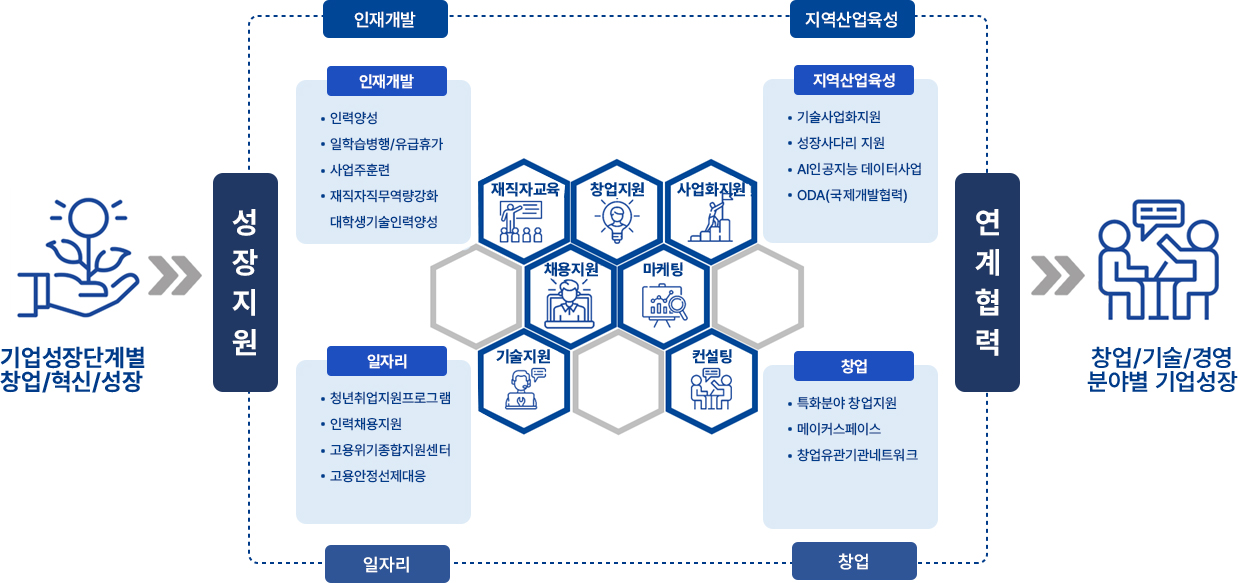 인재개발
지역산업육성
인재개발
• 인력양성
• 일학습병행/유급휴가
• 사업주훈련
• 재직자직무역량강화
대학생기술인력양성
지역산업육성
• 기술사업화지원
• 성장사다리 지원
• AI인공지능 데이터사업
• ODA(국제개발협력)
성장지원
기업성장단계별
창업/혁신/성장
재직자교육
창업지원
사업화지원
채용지원
마케팅
기술지원
컨설팅
연계협력
창업/기술/경영
분야별 기업성장
일자리
• 청년취업지원프로그램
• 인력채용지원
• 고용위기종합지원센터
• 고용안정선제대응
창업
• 특화분야 창업지원
• 메이커스페이스
• 창업유관기관네트워크
일자리
창업